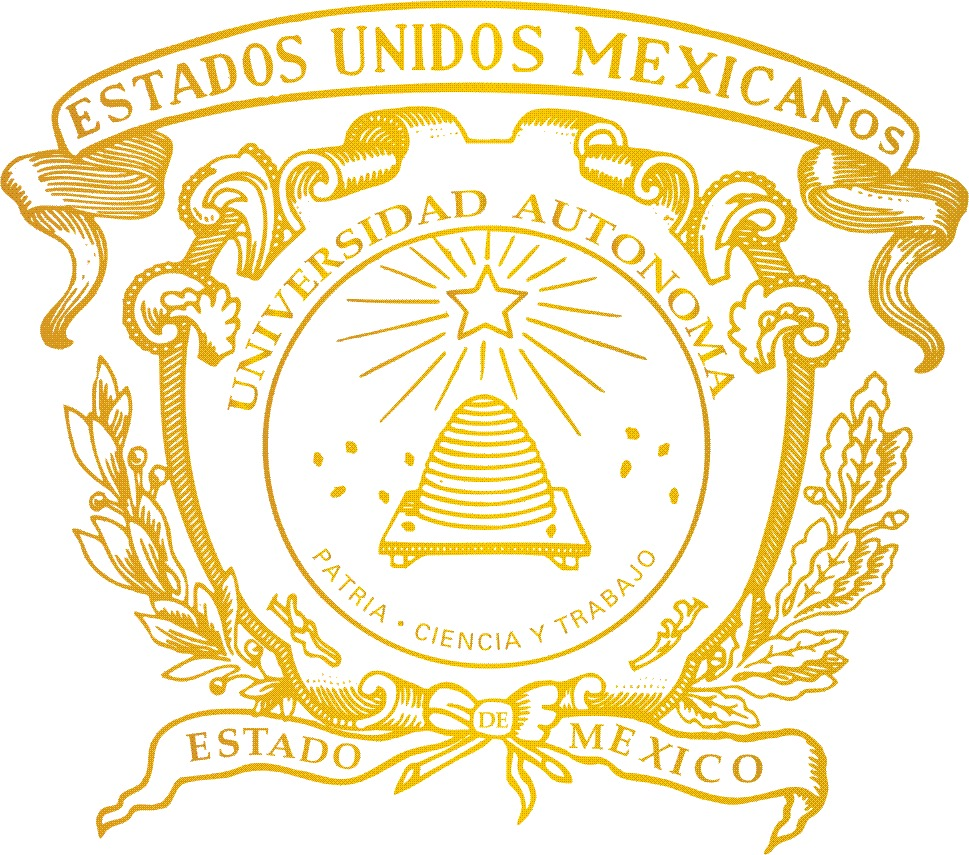 ESTADOS UNIDOS MEXICANOS
UNIVERSIDAD AUTONOMA
PATRIA • CIENCIA Y TRABAJO
ESTADO DE MEXICO